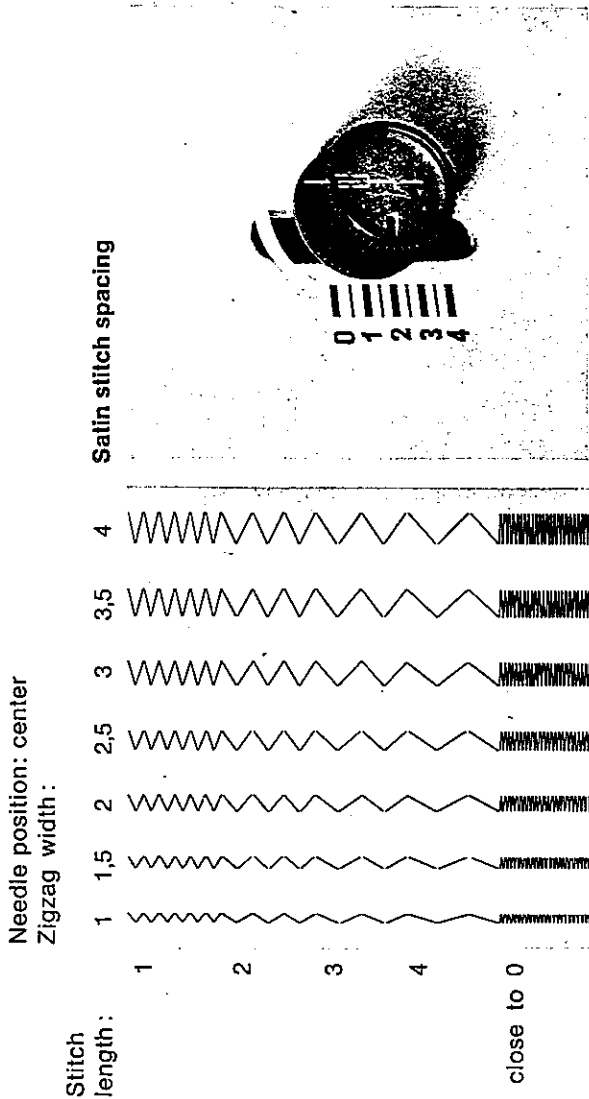 Needle position: center
Zigzag width:
1 1,5 2 2,5 3 3,5 4
Stitch
length:
1
2
3
4
close to 0
Satin stitch spacing
0
1
2
3
4